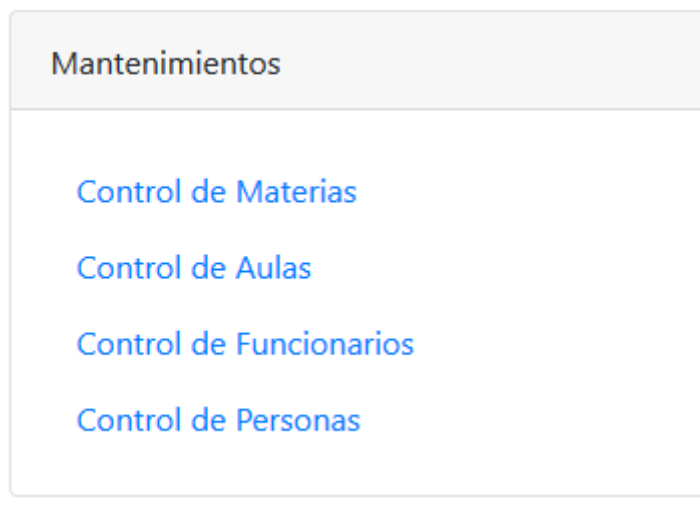 Mantenimientos
Control de Materias
Control de Aulas
Control de Funcionarios
Control de Personas